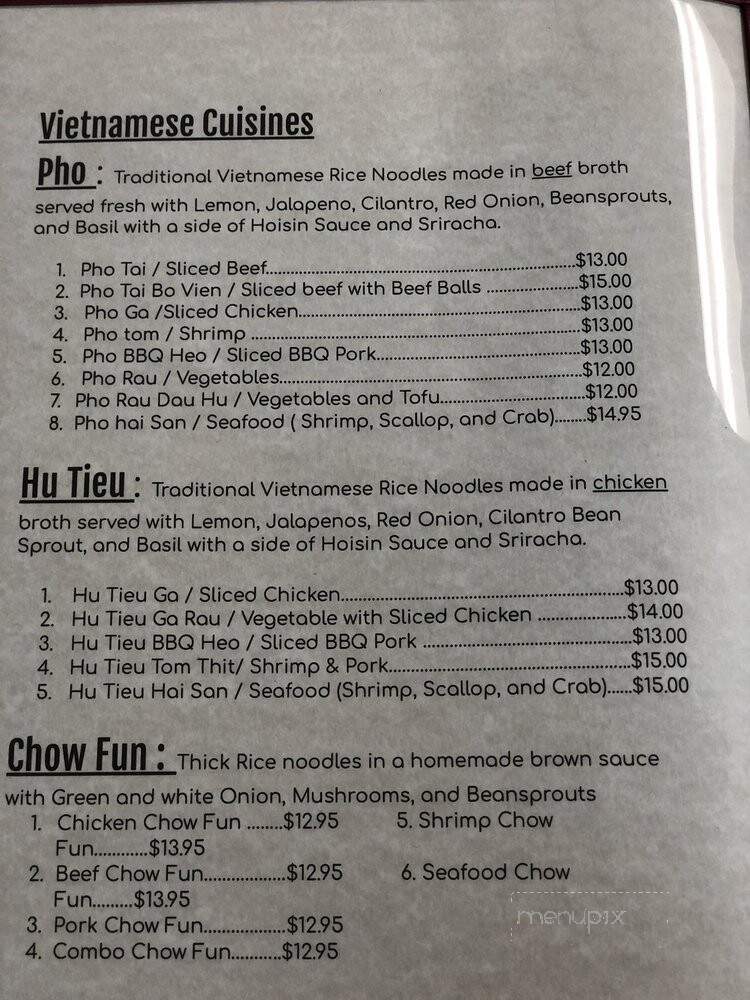 Vietnamese Cuisines
Pho : Traditional Vietnamese Rice Noodles made in beef broth
served fresh with Lemon, Jalapeno, Cilantro, Red Onion, Beansprouts,
and Basil with a side of Hoisin Sauce and Sriracha.
1. Pho Tai / Sliced Beef..............................$13.00
2. Pho Tai Bo Vien / Sliced beef with Beef Balls ..................$15.00
3. Pho Ga /Sliced Chicken..............................$13.00
4. Pho tom / Shrimp ..............................$13.00
5. Pho BBQ Heo / Sliced BBQ Pork..............................$13.00
6. Pho Rau / Vegetables..............................$12.00
7. Pho Rau Dau Hu / Vegetables and Tofu..............................$12.00
8. Pho hai San / Seafood ( Shrimp, Scallop, and Crab)........$14.95
Hu Tieu : Traditional Vietnamese Rice Noodles made in chicken
broth served with Lemon, Jalapenos, Red Onion, Cilantro Bean
Sprout, and Basil with a side of Hoisin Sauce and Sriracha.
1. Hu Tieu Ga / Sliced Chicken..............................$13.00
2. Hu Tieu Ga Rau / Vegetable with Sliced Chicken ..................$14.00
3. Hu Tieu BBQ Heo / Sliced BBQ Pork ..............................$13.00
4. Hu Tieu Tom Thit/ Shrimp & Pork..............................$15.00
5. Hu Tieu Hai San / Seafood (Shrimp, Scallop, and Crab)......$15.00
Chow Fun : Thick Rice noodles in a homemade brown sauce
with Green and white Onion, Mushrooms, and Beansprouts
1. Chicken Chow Fun ........$12.95 5. Shrimp Chow
Fun...........$13.95
2. Beef Chow Fun.................$12.95 6. Seafood Chow
Fun.........$13.95
3. Pork Chow Fun.................$12.95
4. Combo Chow Fun...........$12.95
menupix